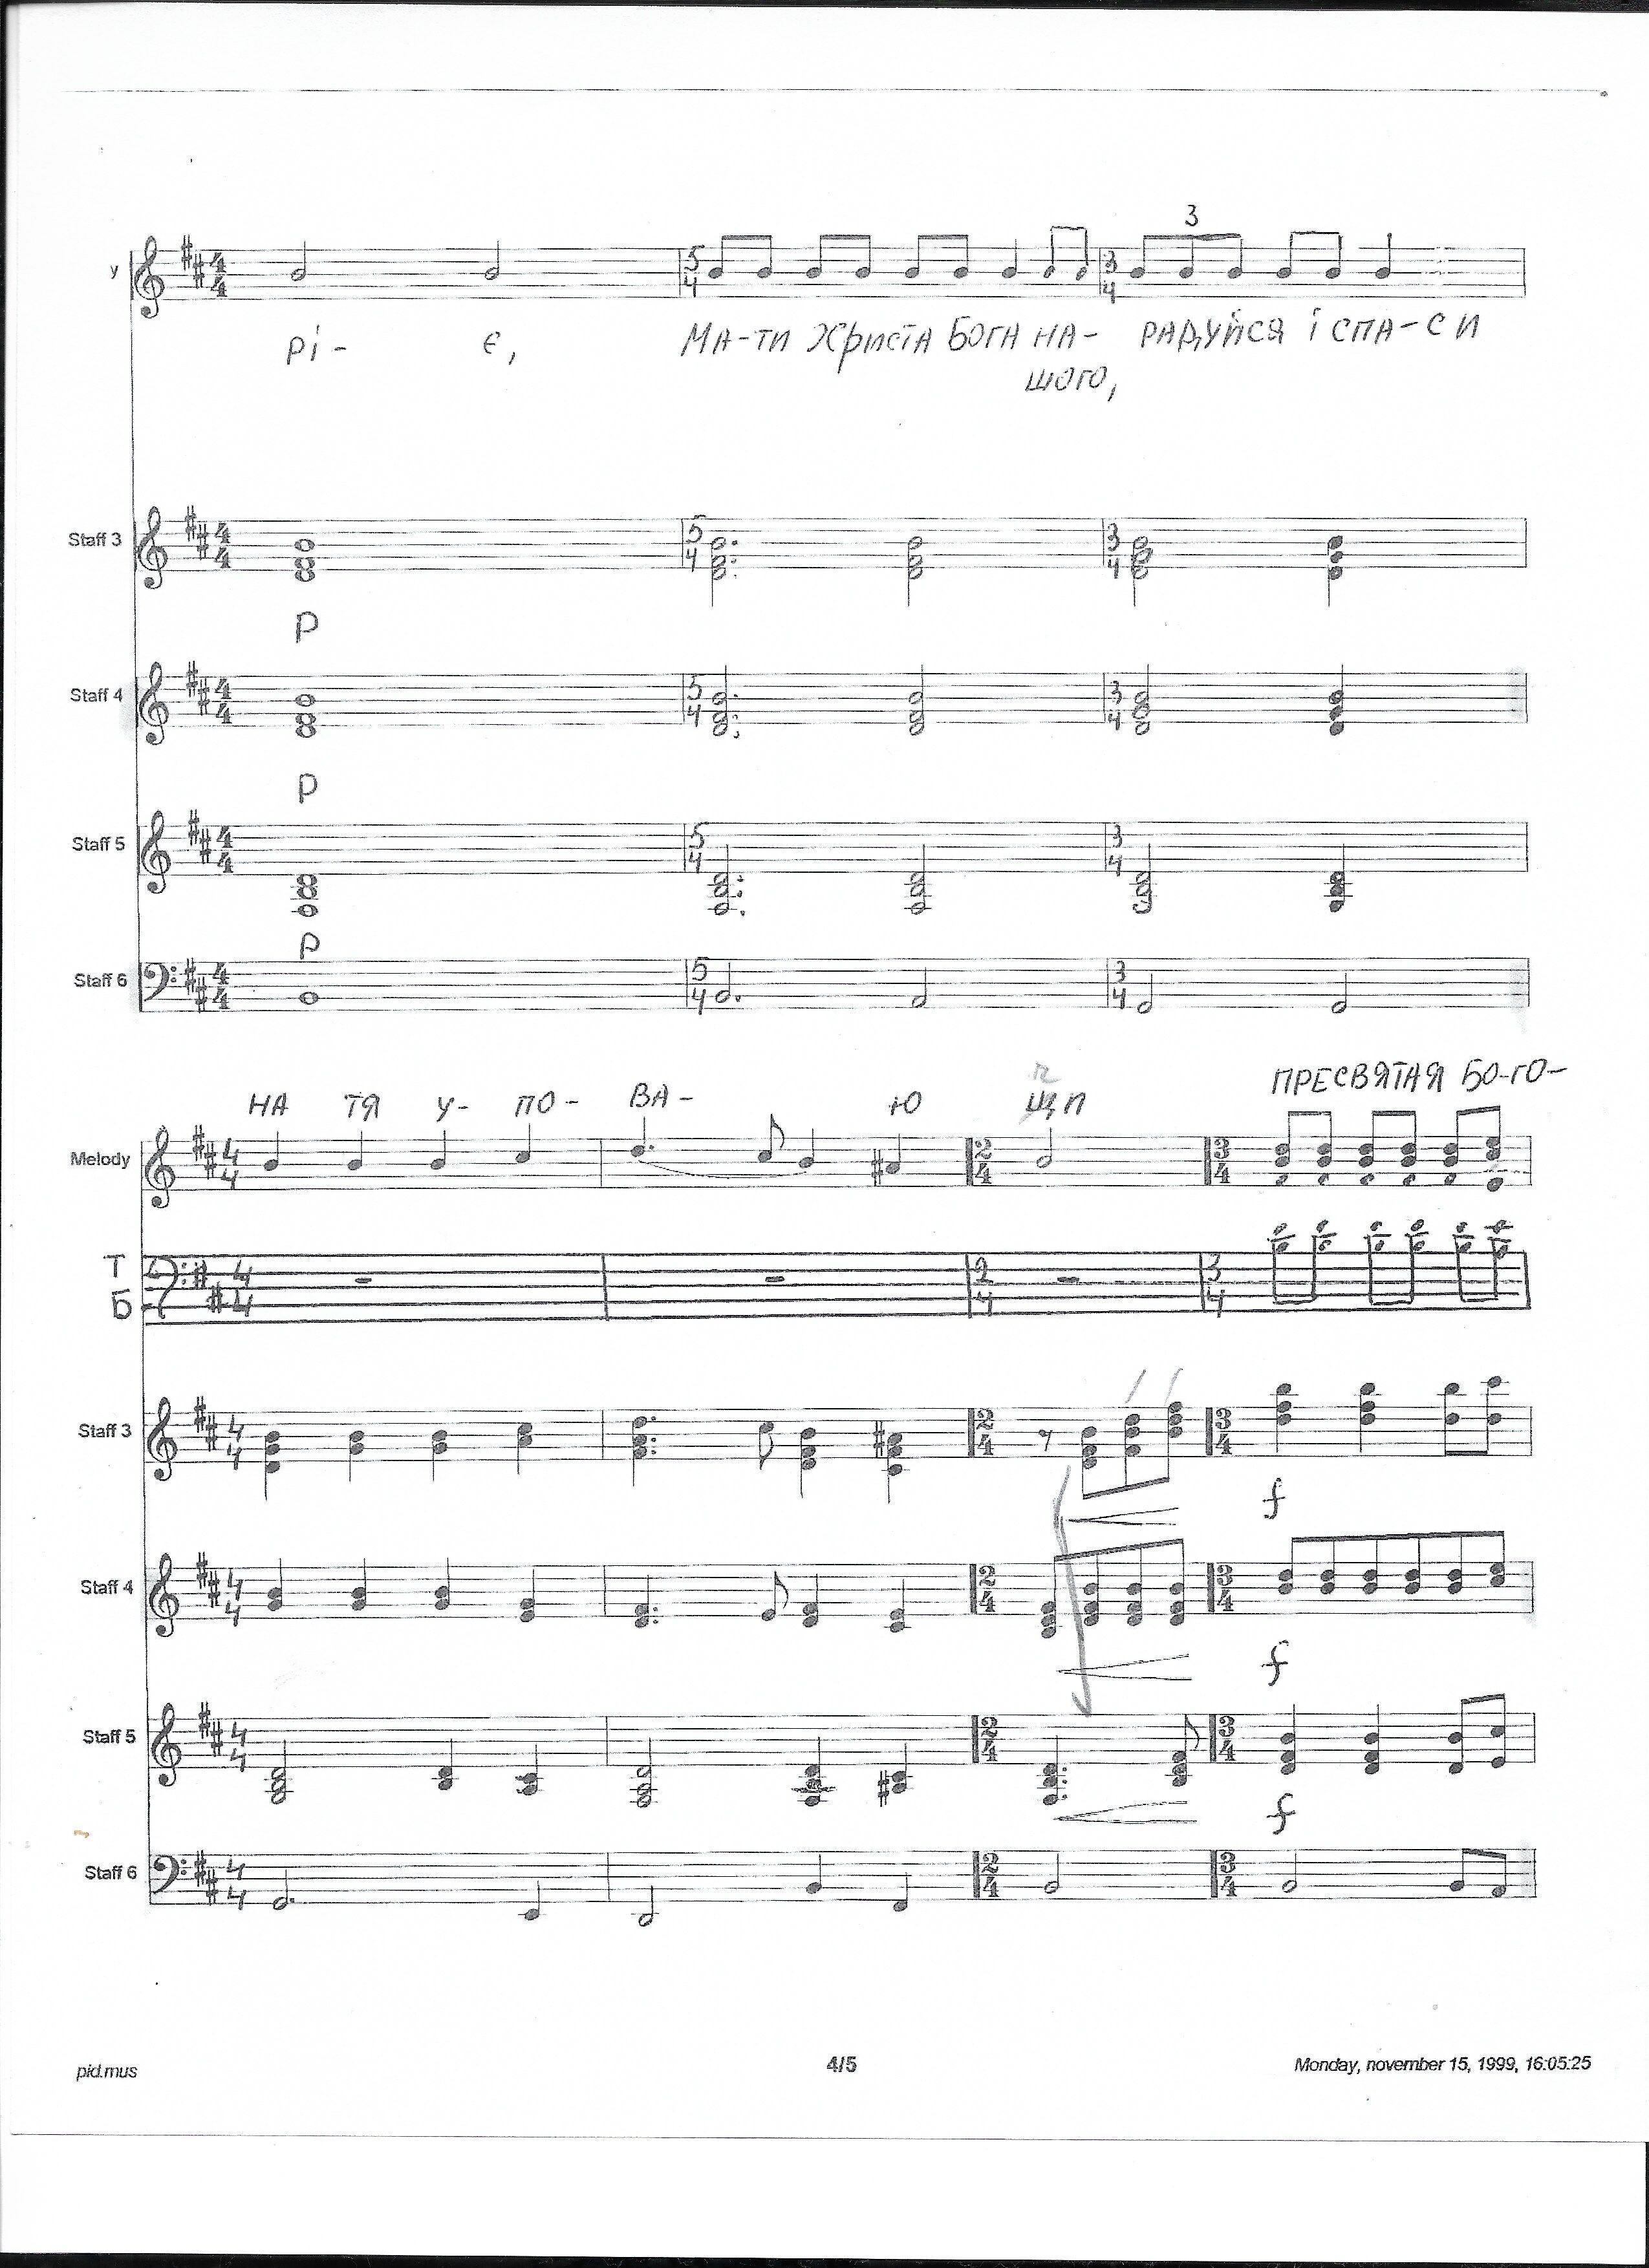 3
y
рі - є, МА-ТИ ХРИСТА БОГА НА- РАДУЙСЯ І СПА-СИ
ШОГО,
Staff 3
p
Staff 4
p
Staff 5
p
Staff 6
НА ТЯ У- ПО- ВА- Ю ЩИ ПРЕСВЯТАЯ БО-ГО-
Melody
Т
Б
Staff 3
f
Staff 4
f
Staff 5
f
Staff 6
pid.mus 4/5 Monday, november 15, 1999, 16:05:25